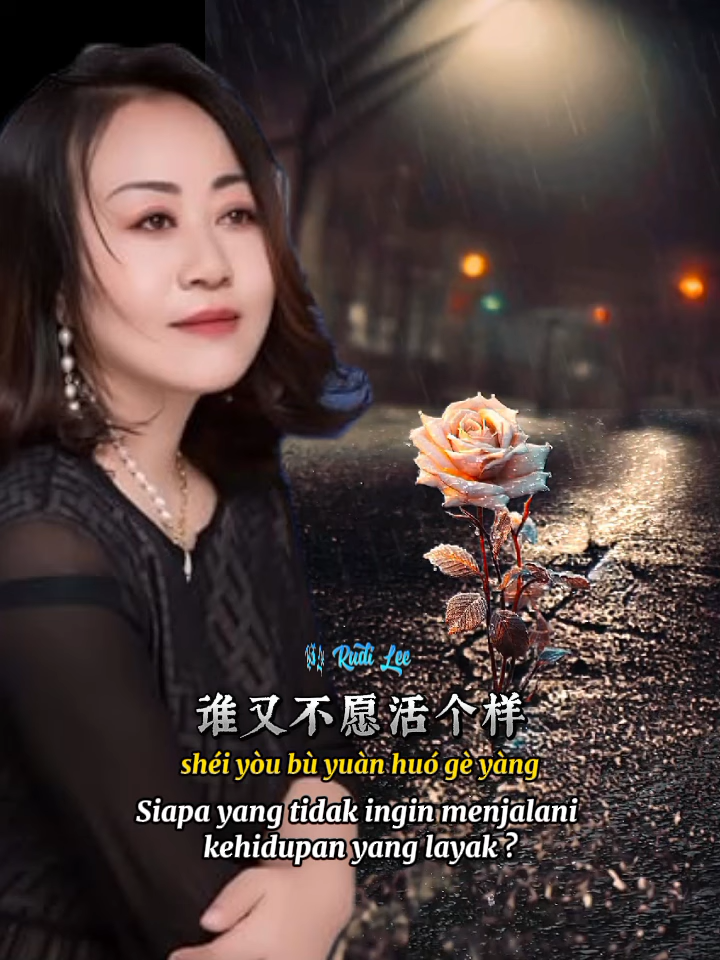 Rudi Lee
谁又不愿活个样
shéi yòu bù yuàn huó gè yàng
Siapa yang tidak ingin menjalani
kehidupan yang layak ?